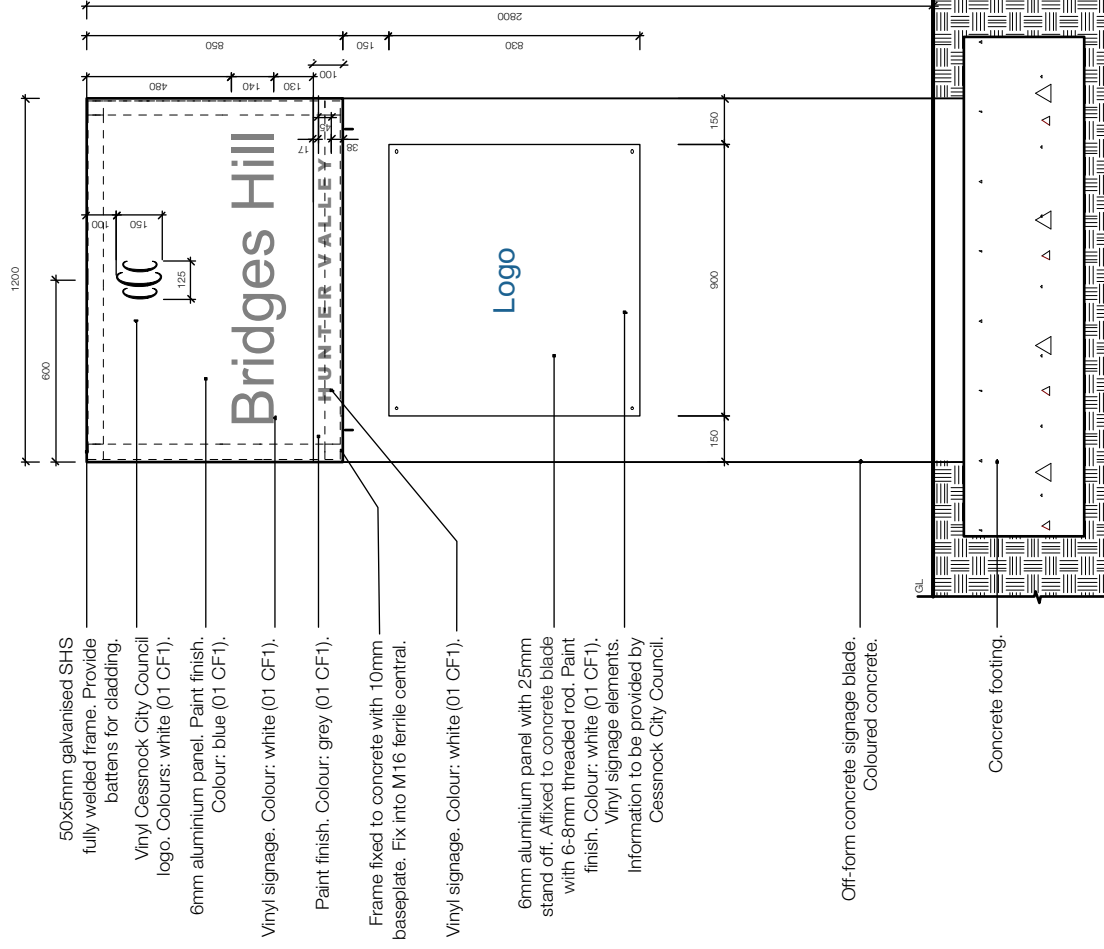 50x5mm galvanised SHS
fully welded frame. Provide
battens for cladding.
Vinyl Cessnock City Council
logo. Colours: white (01 CF1).
6mm aluminium panel. Paint finish.
Colour: blue (01 CF1).
Vinyl signage. Colour: white (01 CF1).
Paint finish. Colour: grey (01 CF1).
Frame fixed to concrete with 10mm
baseplate. Fix into M16 ferrile central.
Vinyl signage. Colour: white (01 CF1).
6mm aluminium panel with 25mm
stand off. Affixed to concrete blade
with 6-8mm threaded rod. Paint
finish. Colour: white (01 CF1).
Vinyl signage elements.
Information to be provided by
Cessnock City Council.
Off-form concrete signage blade.
Coloured concrete.
Concrete footing.
1200
600
100
150
125
Bridges Hill
HUNTER VALLEY
17
45
38
480
140
130
100
850
150
830
2800
Logo
150
900
150
GL